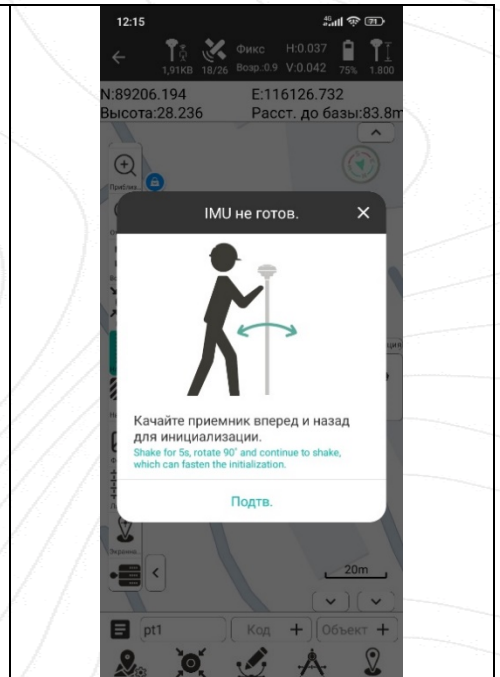 12:15
4G
71
Фикс
H:0.037
1,91KB
18/26
Возр.:0.9
V:0.042
75%
1.800
N:89206.194 E:116126.732
Высота:28.236 Расст. до базы:83.8m
IMU не готов.
Качайте приемник вперед и назад
для инициализации.
Shake for 5s, rotate 90° and continue to shake,
which can fasten the initialization.
Подтв.
20m
pt1
Код
Объект